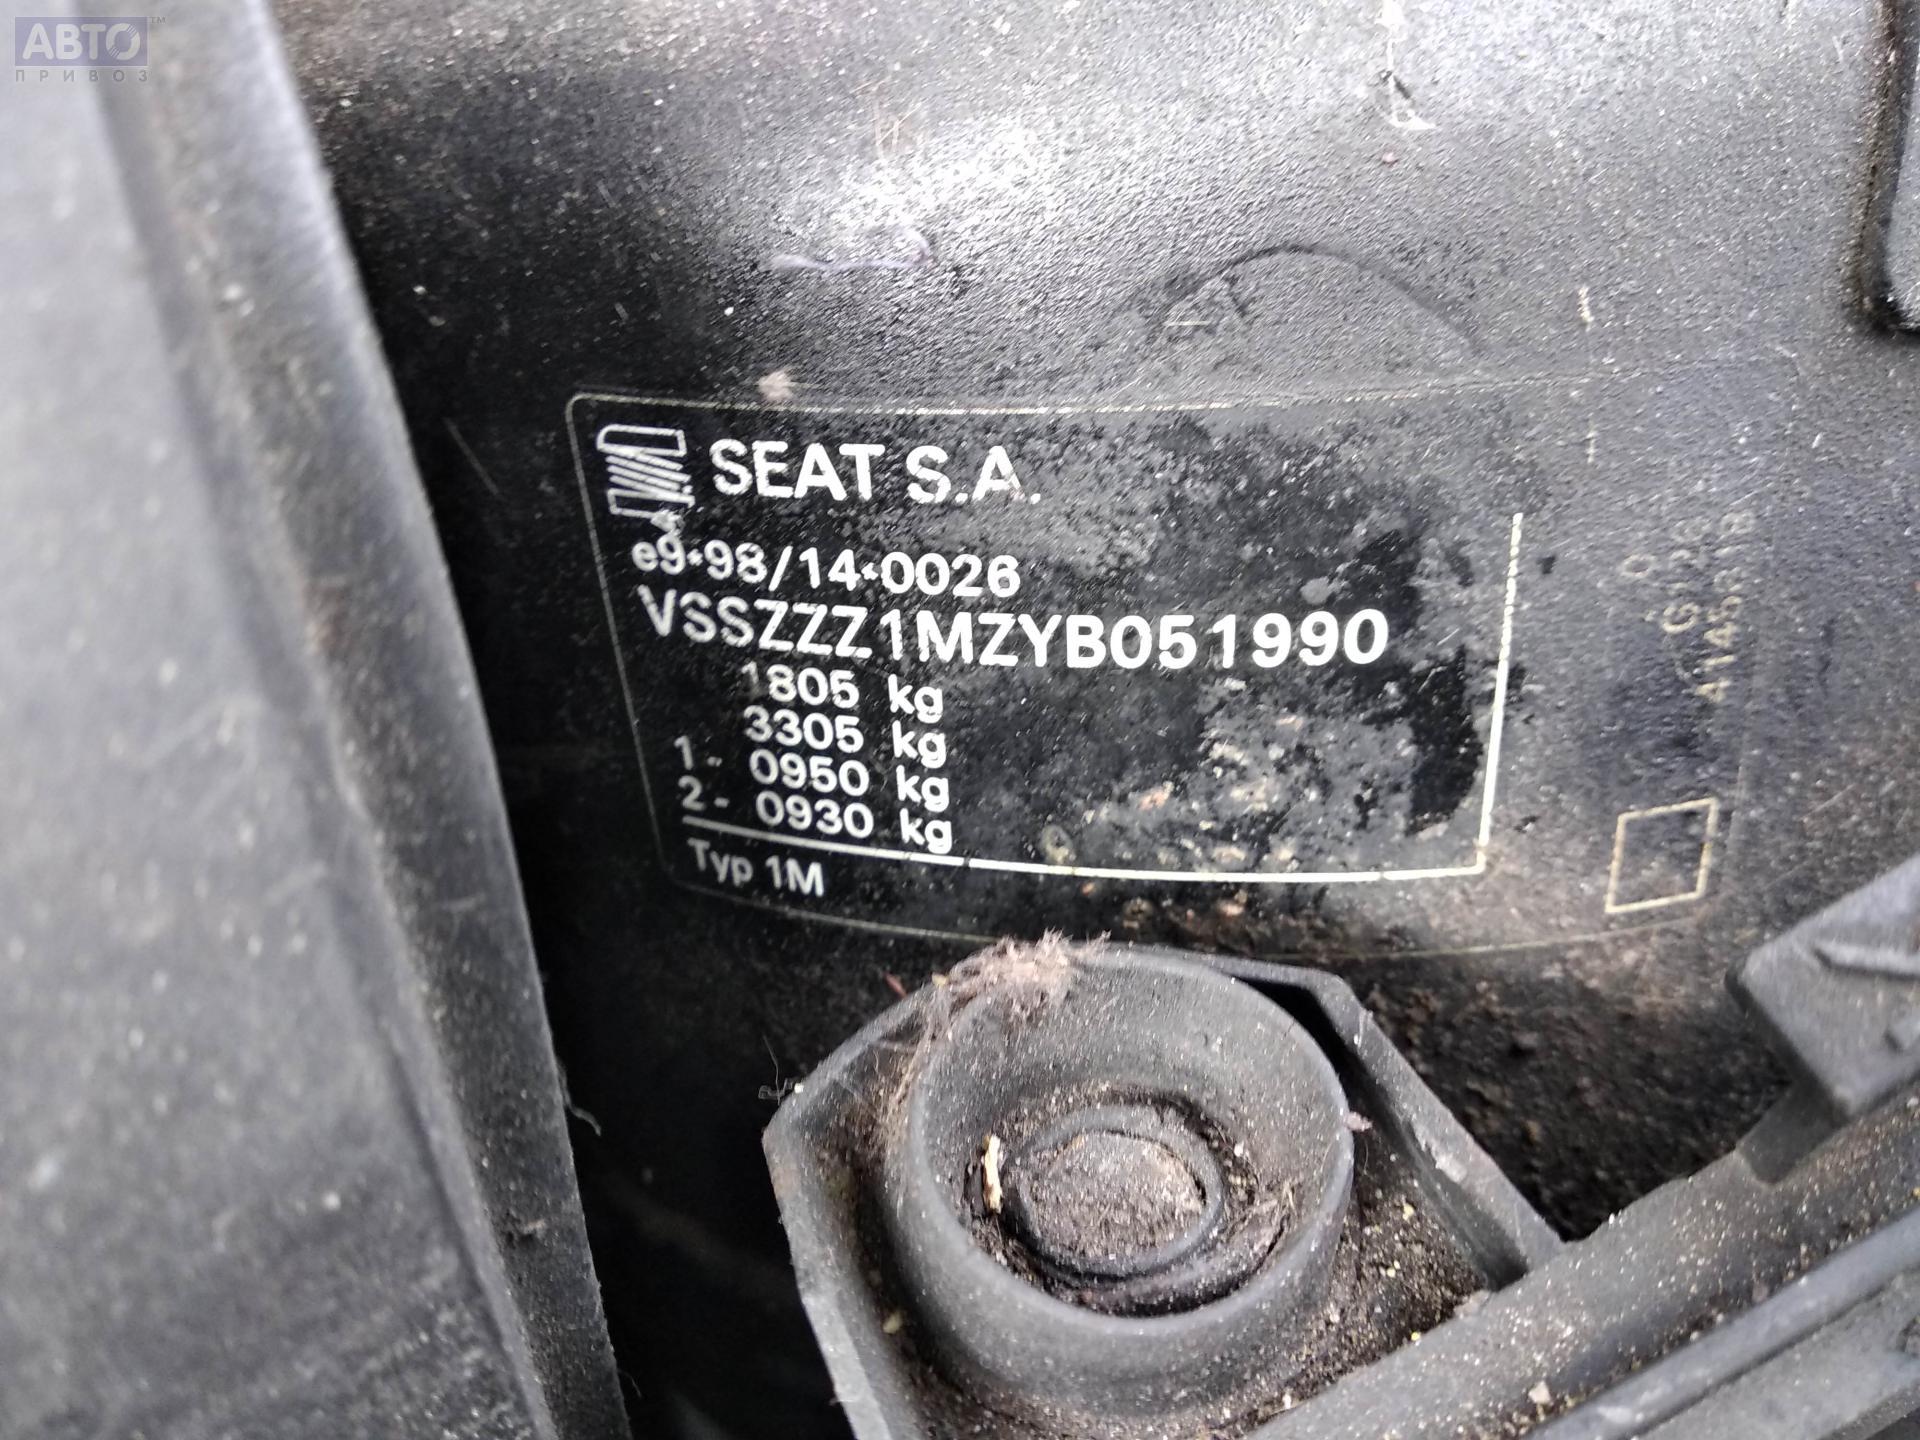 АВТО™
ПРИВОЗ
SEAT S.A.
e9*98/14*0026
VSSZZZ1MZYB051990
1805 kg
3305 kg
1- 0950 kg
2- 0930 kg
Typ 1M